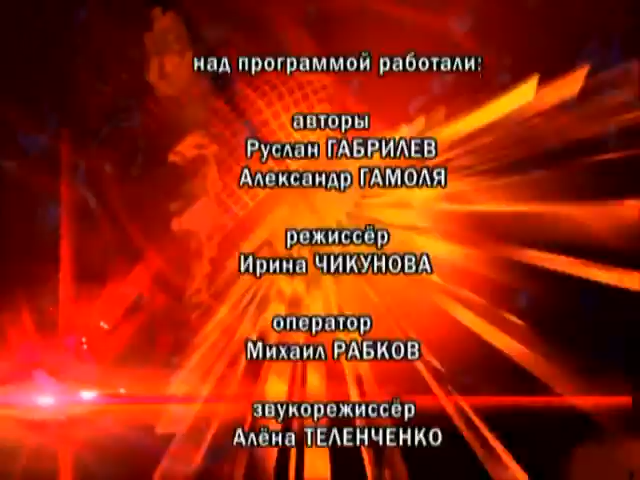 над программой работали:
авторы
Руслан ГАБРИЛЕВ
Александр ГАМОЛЯ
режиссёр
Ирина ЧИКУНОВА
оператор
Михаил РАБКОВ
звукорежиссёр
Алёна ТЕЛЕНЧЕНКО